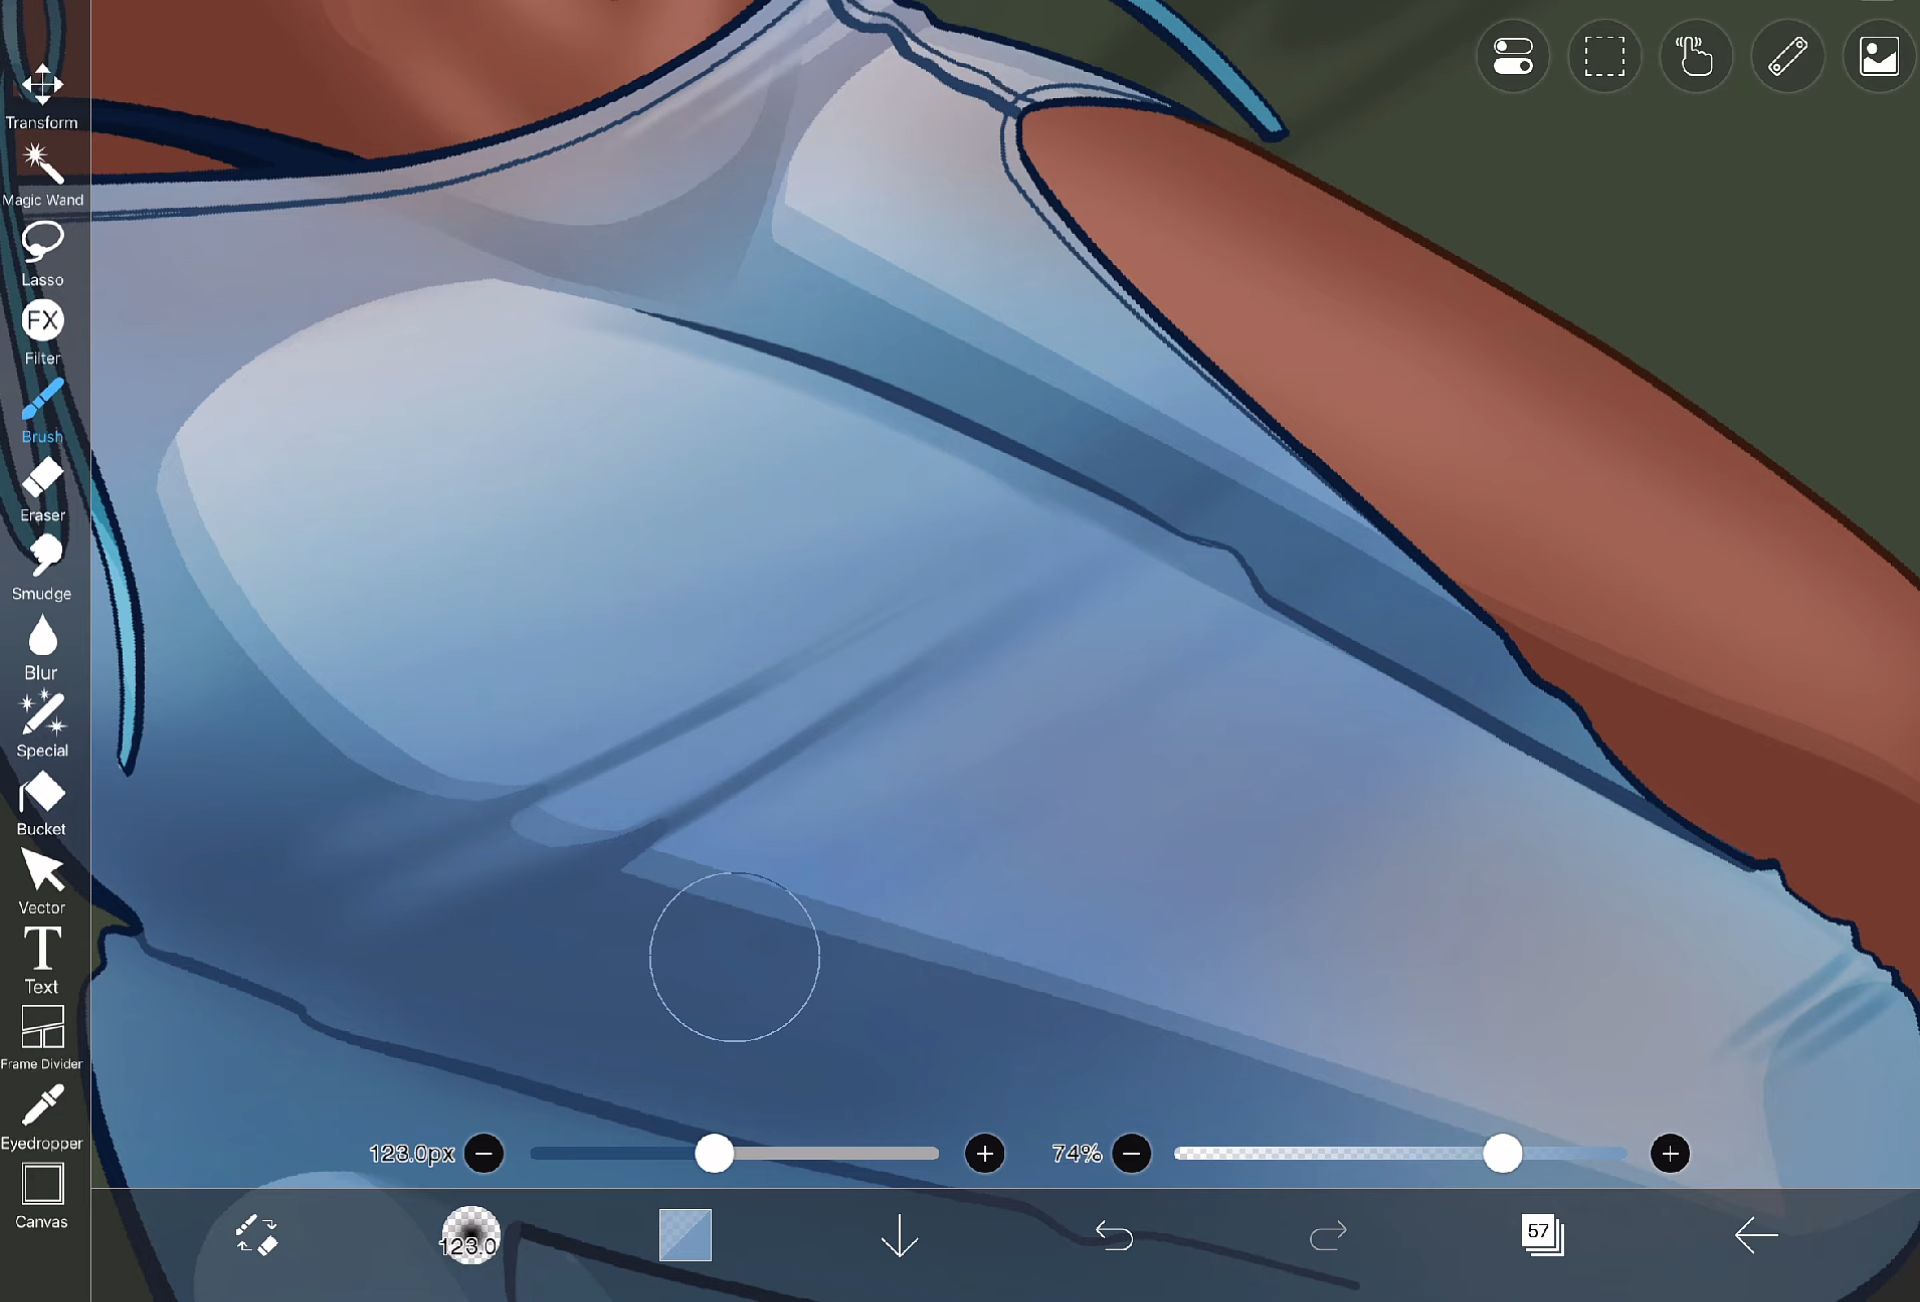 Transform
Magic Wand
Lasso
FX
Filter
Brush
Eraser
Smudge
Blur
Special
Bucket
Vector
T
Text
Frame Divider
Eyedropper
Canvas
123.0px
74%
123.0
57